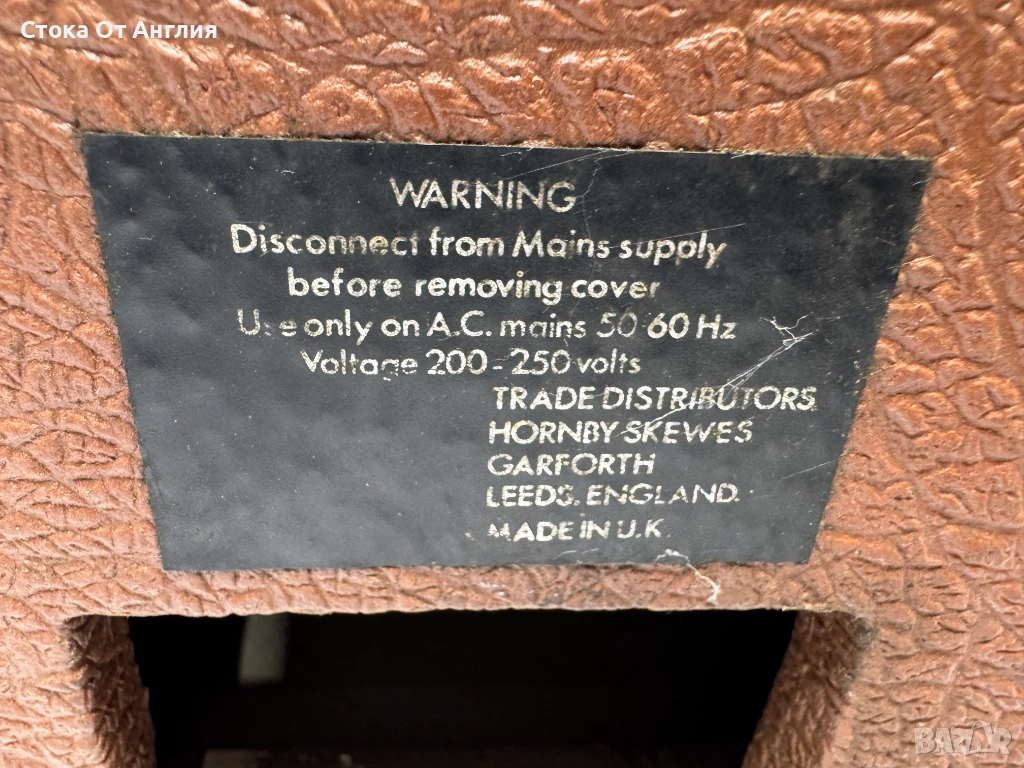 Стока От Англия
WARNING
Disconnect from Mains supply
before removing cover
Use only on A.C. mains 50 60 Hz
Voltage 200-250 volts
TRADE DISTRIBUTORS
HORNBY SKEWES
GARFORTH
LEEDS. ENGLAND.
MADE IN U.K.
BAZAR